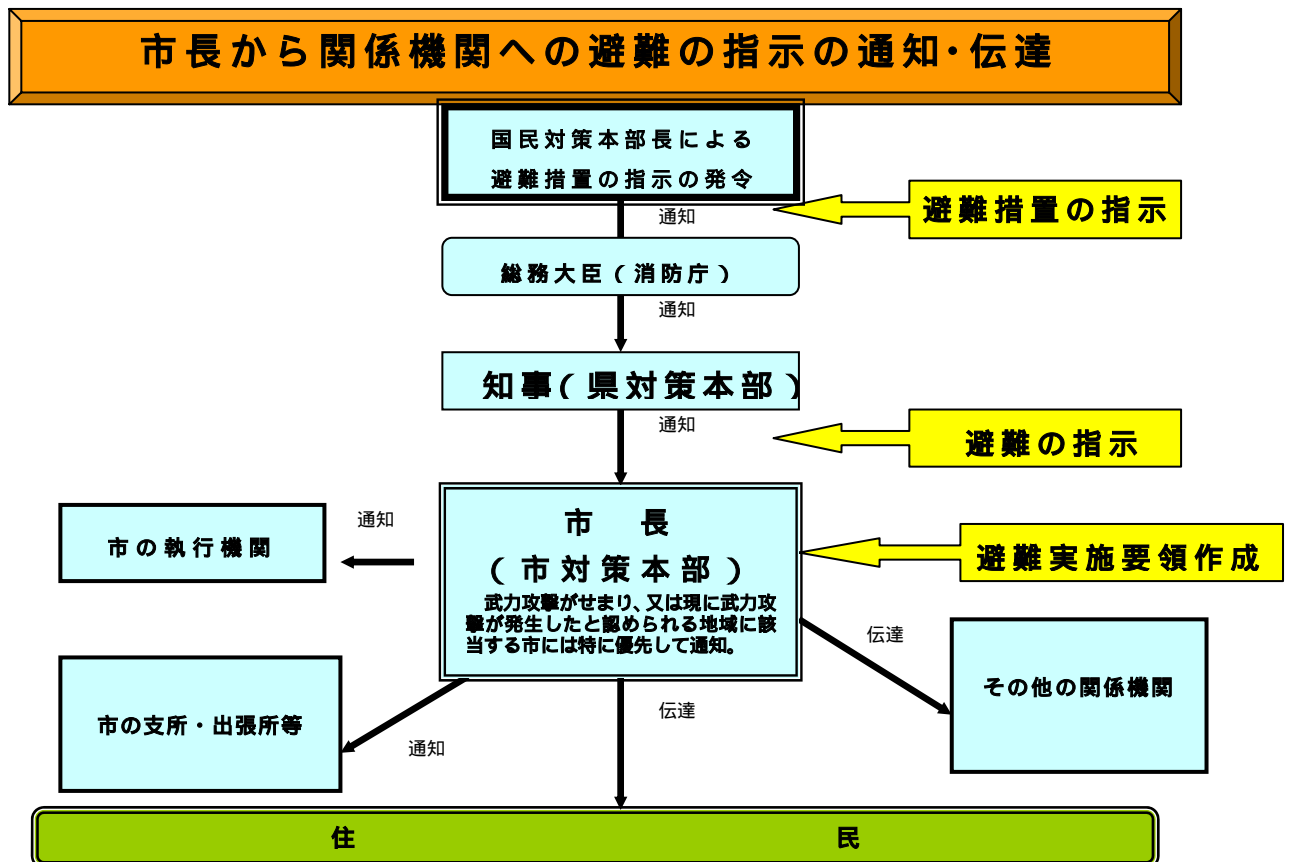 市長から関係機関への避難の指示の通知・伝達
国民対策本部長による
避難措置の指示の発令
避難措置の指示
通知
総務大臣（消防庁）
通知
知事（県対策本部）
通知
避難の指示
市　長
（市対策本部）
武力攻撃がせまり、又は現に武力攻
撃が発生したと認められる地域に該
当する市には特に優先して通知。
通知
市の執行機関
避難実施要領作成
伝達
その他の関係機関
市の支所・出張所等
通知
伝達
住　民